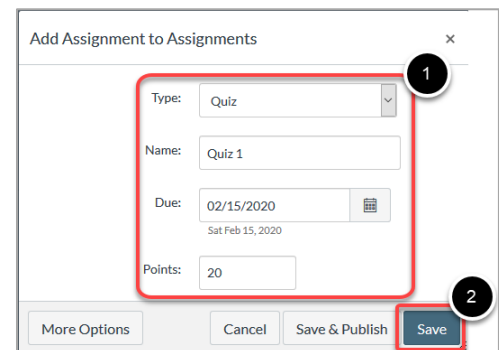 Add Assignment to Assignments ×
1
Type: Quiz
Name: Quiz 1
Due: 02/15/2020
Sat Feb 15, 2020
Points: 20
2
More Options Cancel Save & Publish Save